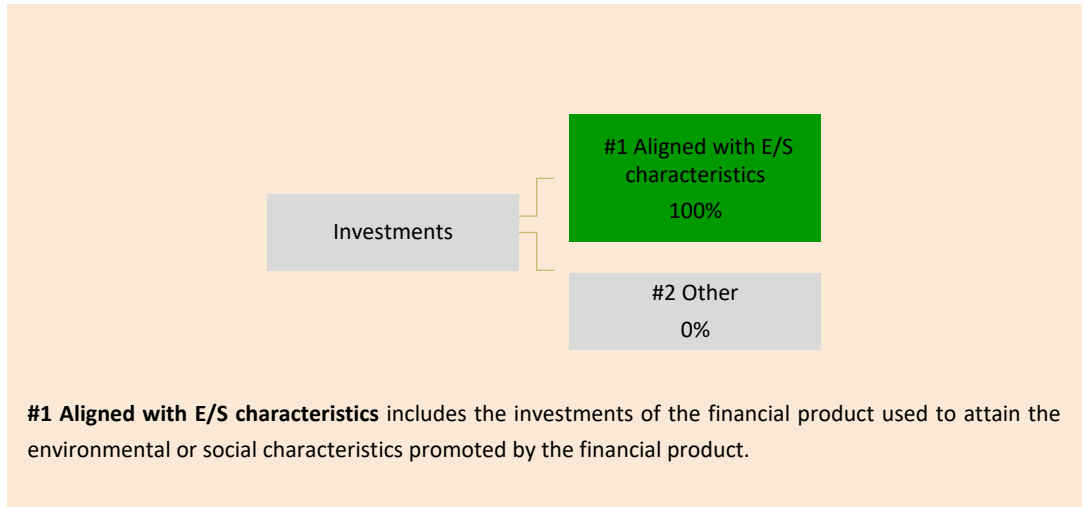 #1 Aligned with E/S
characteristics
100%
Investments
#2 Other
0%
#1 Aligned with E/S characteristics includes the investments of the financial product used to attain the
environmental or social characteristics promoted by the financial product.